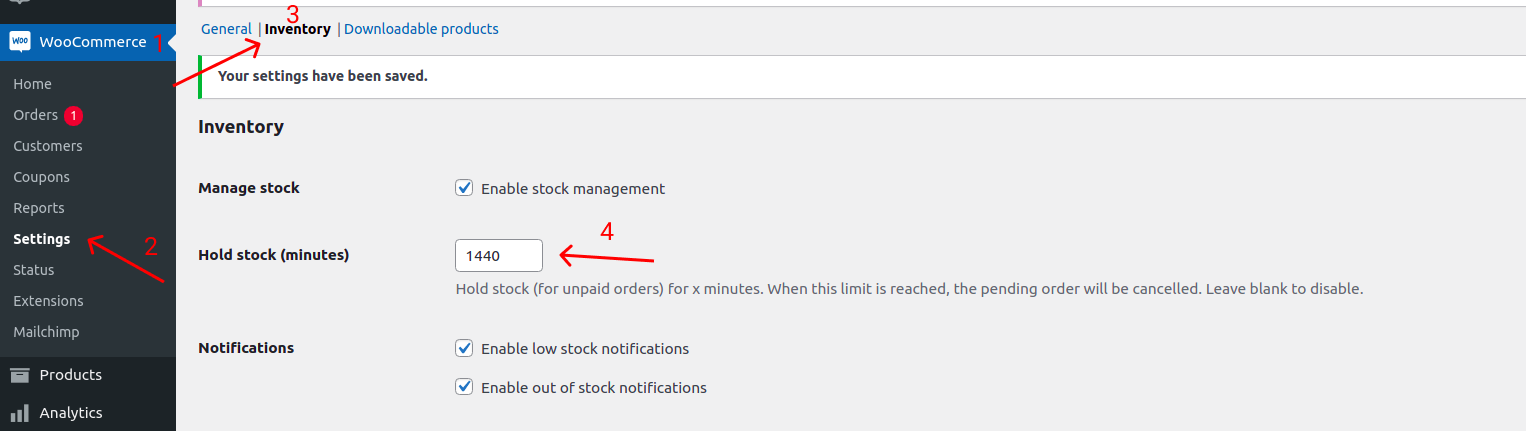 3
General | Inventory | Downloadable products
WooCommerce 1
Your settings have been saved.
Home
Orders 1
Customers
Coupons
Reports
Settings
2
Status
Extensions
Mailchimp
Products
Analytics
Inventory
Manage stock
Enable stock management
4
Hold stock (minutes)
1440
Hold stock (for unpaid orders) for x minutes. When this limit is reached, the pending order will be cancelled. Leave blank to disable.
Notifications
Enable low stock notifications
Enable out of stock notifications